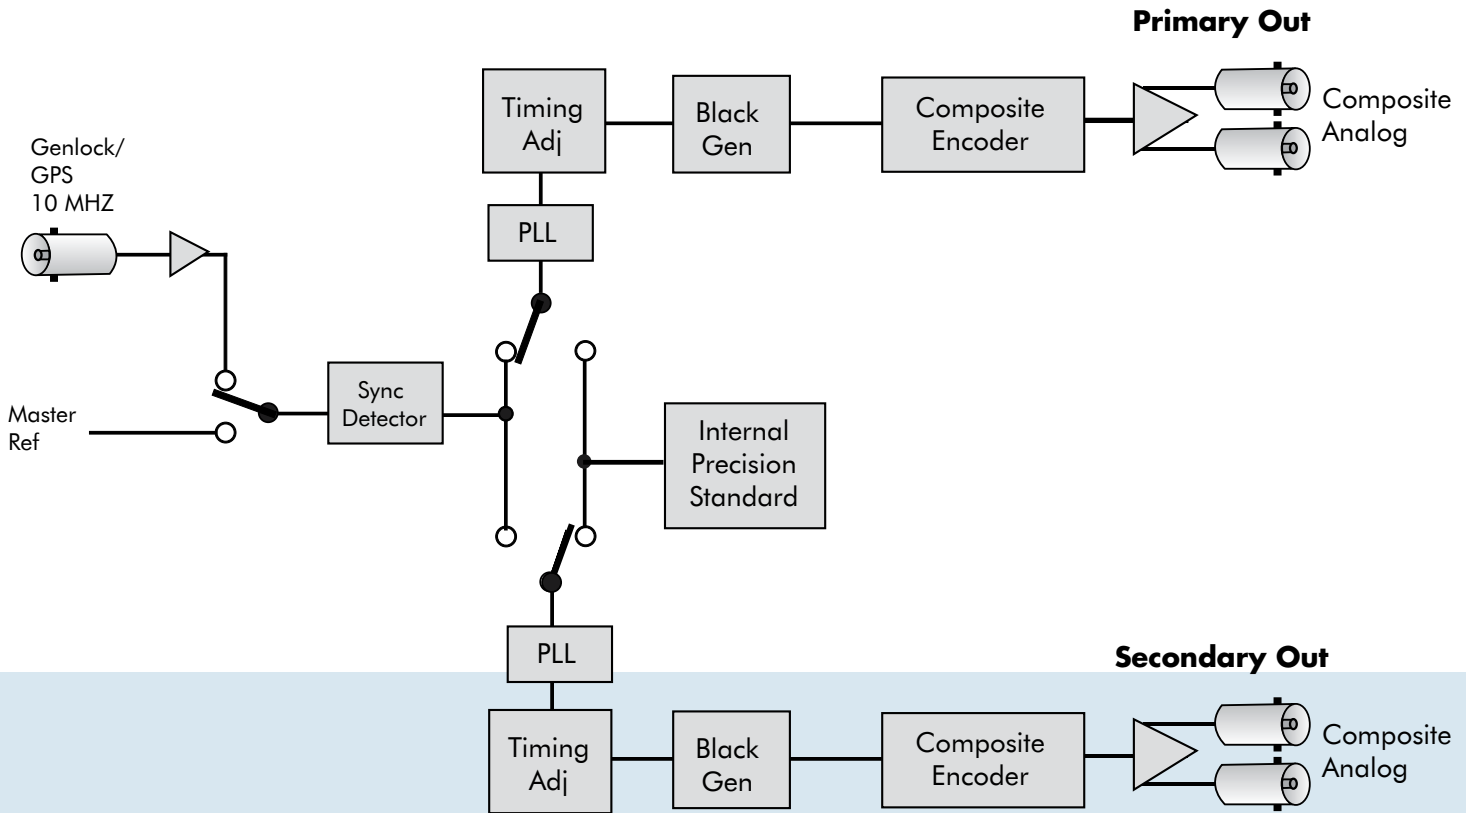 Primary Out
Timing
Adj
Black
Gen
Composite
Encoder
Composite
Analog
Genlock/
GPS
10 MHZ
PLL
Master
Ref
Sync
Detector
Internal
Precision
Standard
PLL
Secondary Out
Timing
Adj
Black
Gen
Composite
Encoder
Composite
Analog